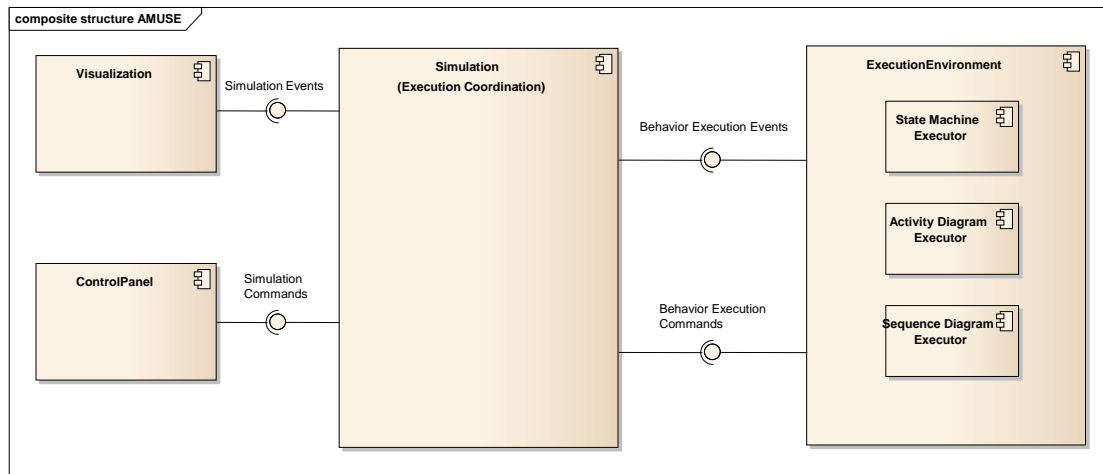 composite structure AMUSE
Visualization
Simulation Events
Simulation
(Execution Coordination)
Behavior Execution Events
ExecutionEnvironment
State Machine
Executor
Activity Diagram
Executor
ControlPanel
Simulation
Commands
Behavior Execution
Commands
Sequence Diagram
Executor